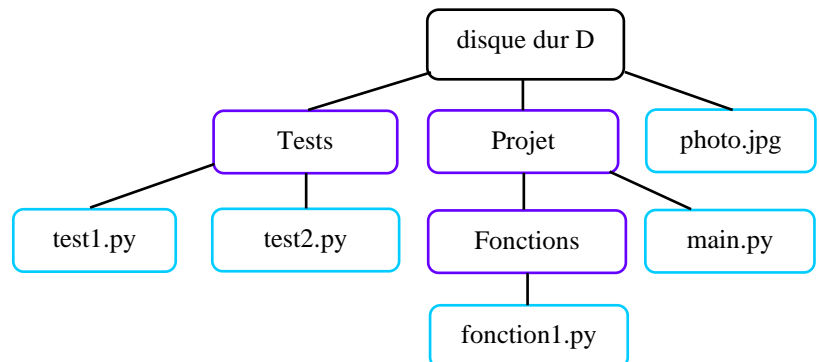 disque dur D
Tests
Projet
photo.jpg
test1.py
test2.py
Fonctions
main.py
fonction1.py